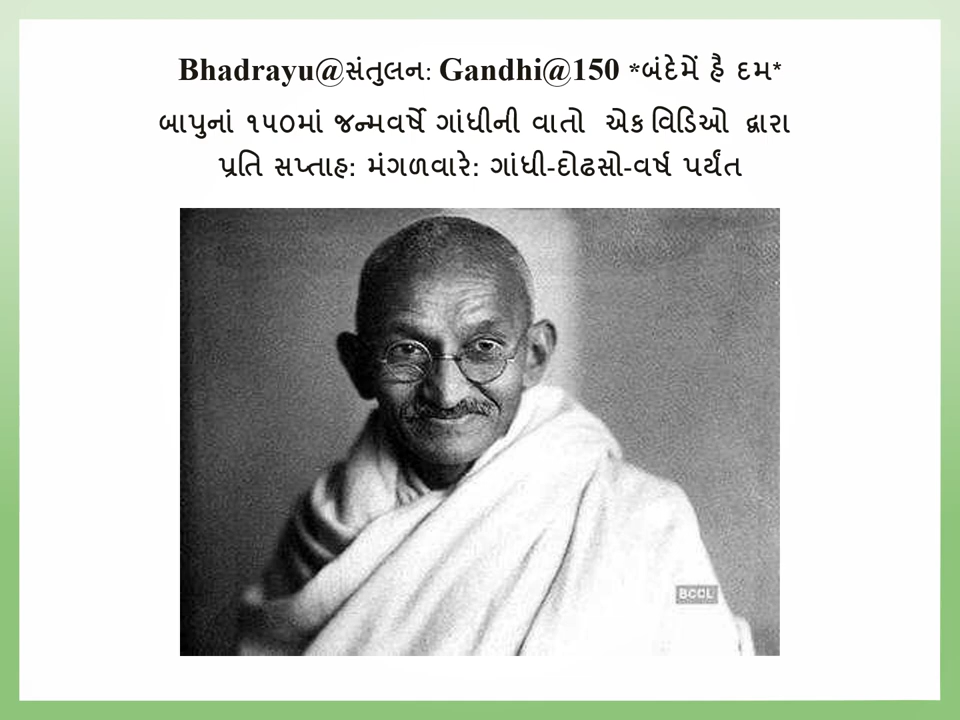 Bhadrayu@સંતુલન: Gandhi@150 *બંદેમેં હૈ દમ*
બાપુનાં ૧૫૦માં જન્મવર્ષે ગાંધીની વાતો એક વિડિઓ દ્વારા
પ્રતિ સપ્તાહ: મંગળવારે: ગાંધી-દોઢસો-વર્ષ પર્યંત
BCCL